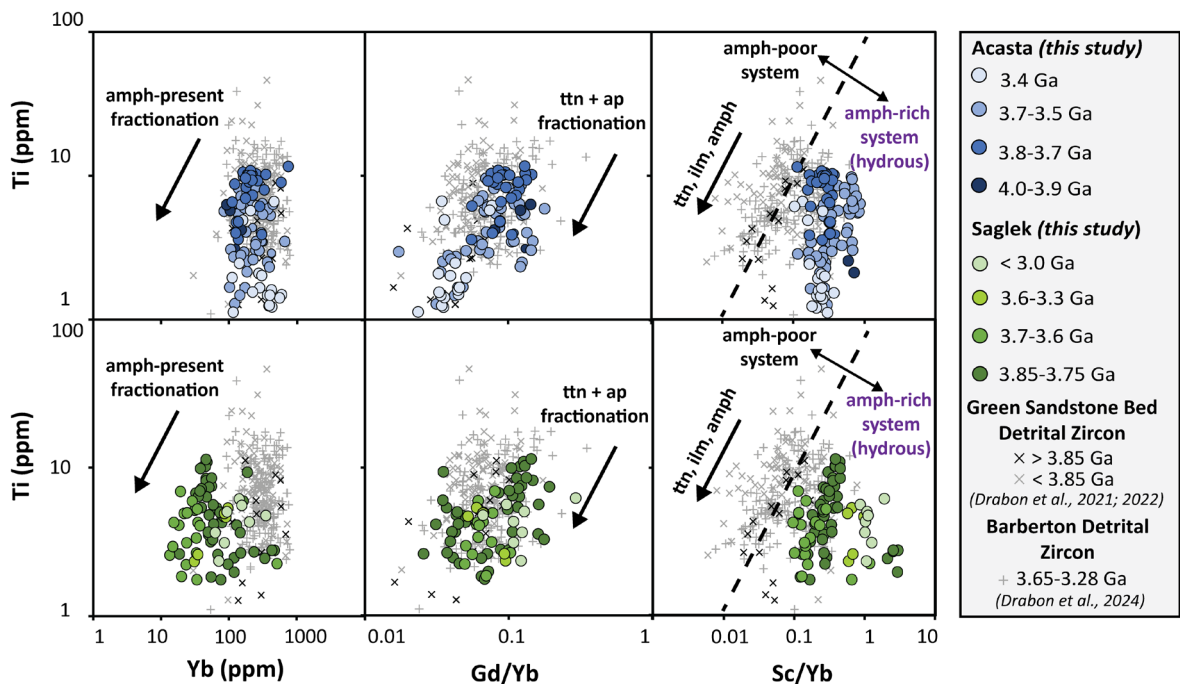 100
10
1
Ti (ppm)
amph-present
fractionation
ttn + ap
fractionation
amph-poor
system
amph-rich
system
(hydrous)
ttn, ilm, amph
100
10
1
Ti (ppm)
amph-present
fractionation
ttn + ap
fractionation
amph-poor
system
amph-rich
system
(hydrous)
ttn, ilm, amph
1
10
100
1000
0.01
0.1
1
0.01
0.1
1
10
Yb (ppm)
Gd/Yb
Sc/Yb
Acasta (this study)
3.4 Ga
3.7-3.5 Ga
3.8-3.7 Ga
4.0-3.9 Ga
Saglek (this study)
< 3.0 Ga
3.6-3.3 Ga
3.7-3.6 Ga
3.85-3.75 Ga
Green Sandstone Bed
Detrital Zircon
> 3.85 Ga
< 3.85 Ga
(Drabon et al., 2021; 2022)
Barberton Detrital
Zircon
3.65-3.28 Ga
(Drabon et al., 2024)